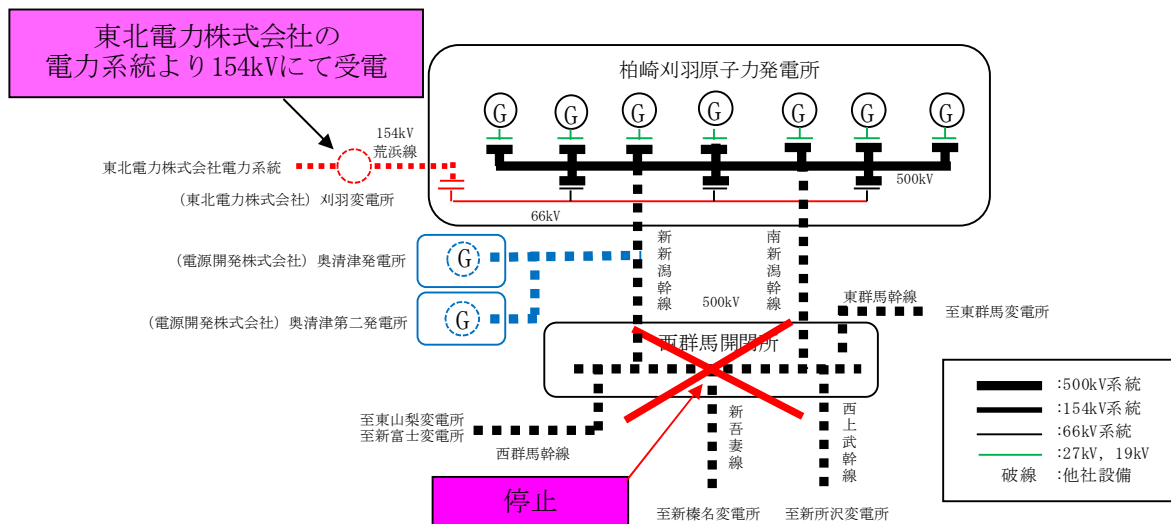 東北電力株式会社の
電力系統より154kVにて受電
柏崎刈羽原子力発電所
G G G G G G G
154kV
荒浜線
東北電力株式会社電力系統
500kV
(東北電力株式会社)刈羽変電所
66kV
(電源開発株式会社)奥清津発電所
G
新新潟幹線
南新潟幹線
500kV
(電源開発株式会社)奥清津第二発電所
G
東群馬幹線
至東群馬変電所
西群馬開閉所
:500kV系統
:154kV系統
:66kV系統
:27kV, 19kV
破線 :他社設備
至東山梨変電所
至新富士変電所
西群馬幹線
新吾妻線
西上武幹線
停止
至新榛名変電所
至新所沢変電所